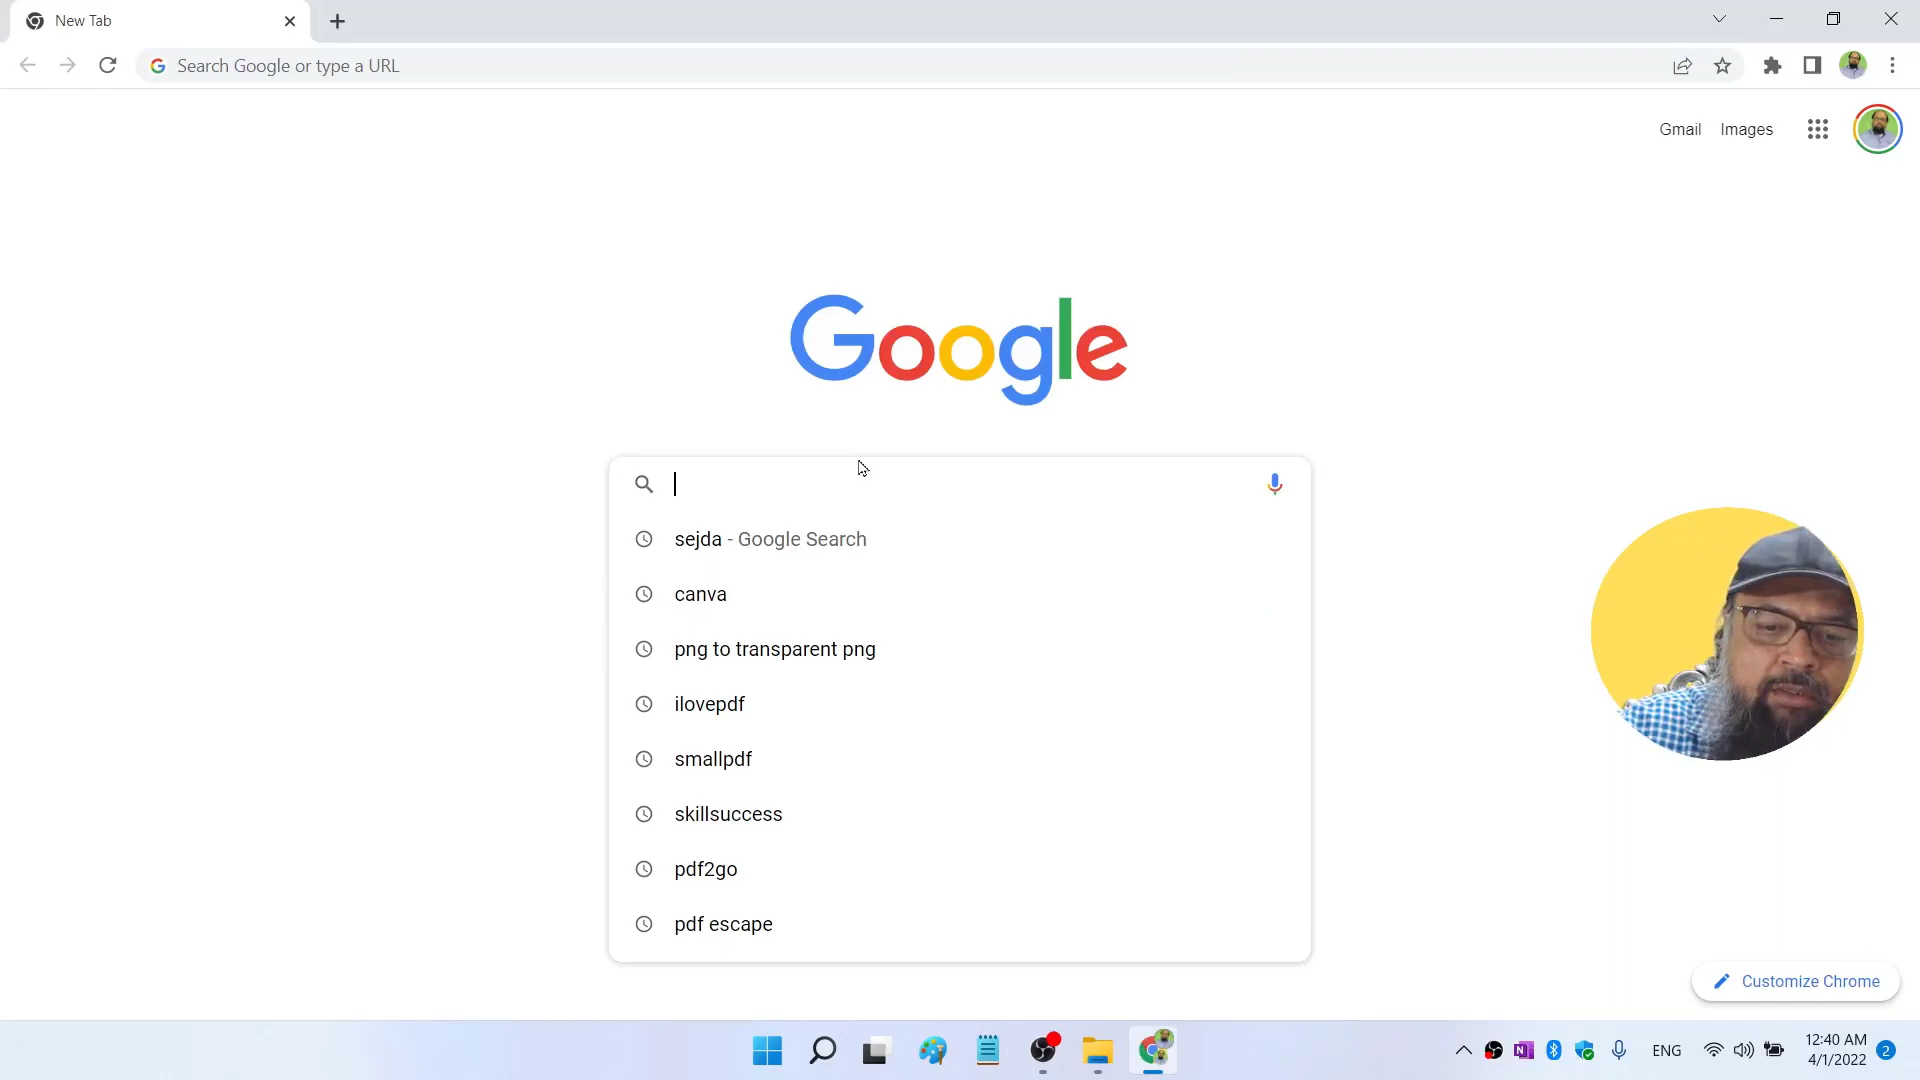 New Tab
Search Google or type a URL
Gmail Images
Google
sejda - Google Search
canva
png to transparent png
ilovepdf
smallpdf
skillsuccess
pdf2go
pdf escape
Customize Chrome
ENG
12:40 AM
4/1/2022
2